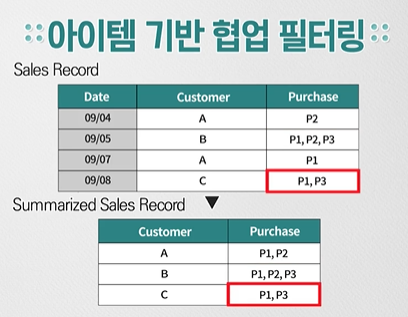 아이템 기반 협업 필터링
Sales Record
Date Customer Purchase
09/04 A P2
09/05 B P1, P2, P3
09/07 A P1
09/08 C P1, P3
Summarized Sales Record ▼
Customer Purchase
A P1, P2
B P1, P2, P3
C P1, P3